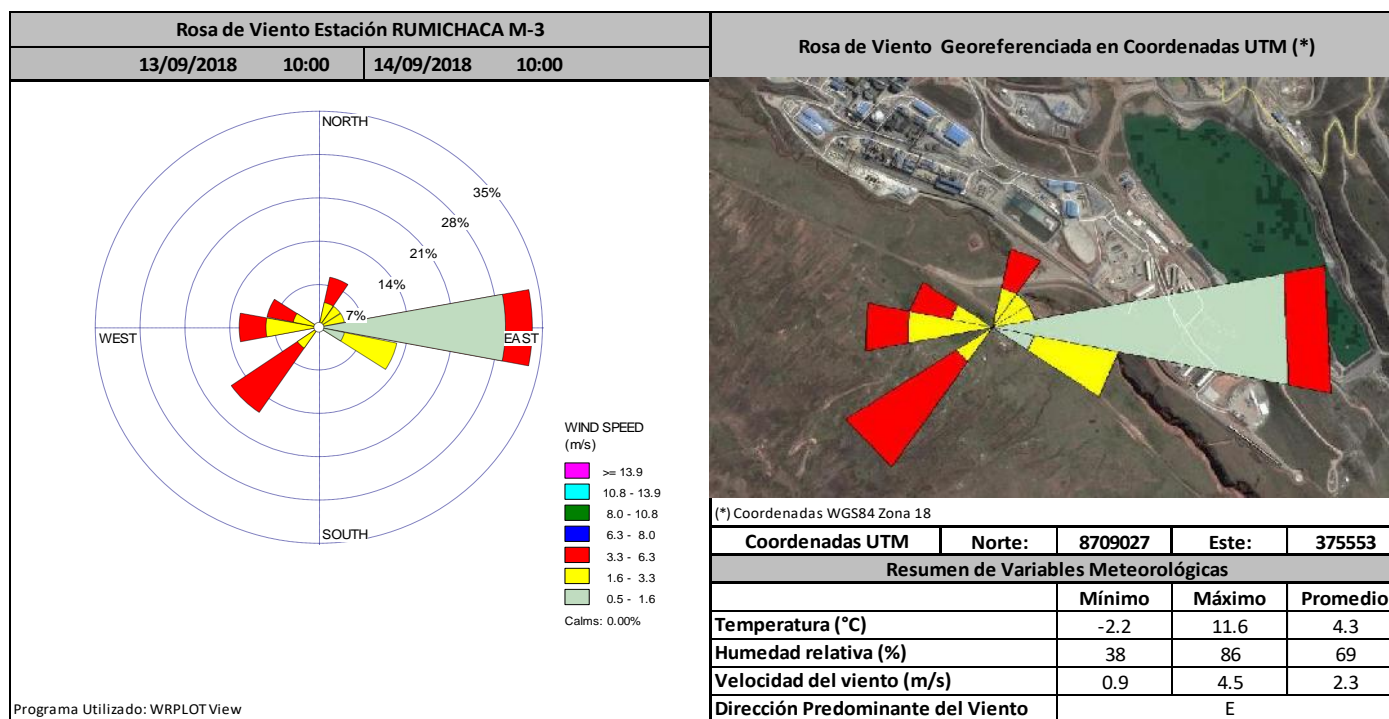 Rosa de Viento Estación RUMICHACA M-3
13/09/2018 10:00 14/09/2018 10:00
NORTH
35%
28%
21%
14%
7%
WEST
EAST
SOUTH
WIND SPEED
(m/s)
>= 13.9
10.8 - 13.9
8.0 - 10.8
6.3 - 8.0
3.3 - 6.3
1.6 - 3.3
0.5 - 1.6
Calms: 0.00%
Programa Utilizado: WRPLOT View
Rosa de Viento Georeferenciada en Coordenadas UTM (*)
(*) Coordenadas WGS84 Zona 18
Coordenadas UTM Norte: 8709027 Este: 375553
Resumen de Variables Meteorológicas
Mínimo Máximo Promedio
Temperatura (°C) -2.2 11.6 4.3
Humedad relativa (%) 38 86 69
Velocidad del viento (m/s) 0.9 4.5 2.3
Dirección Predominante del Viento E